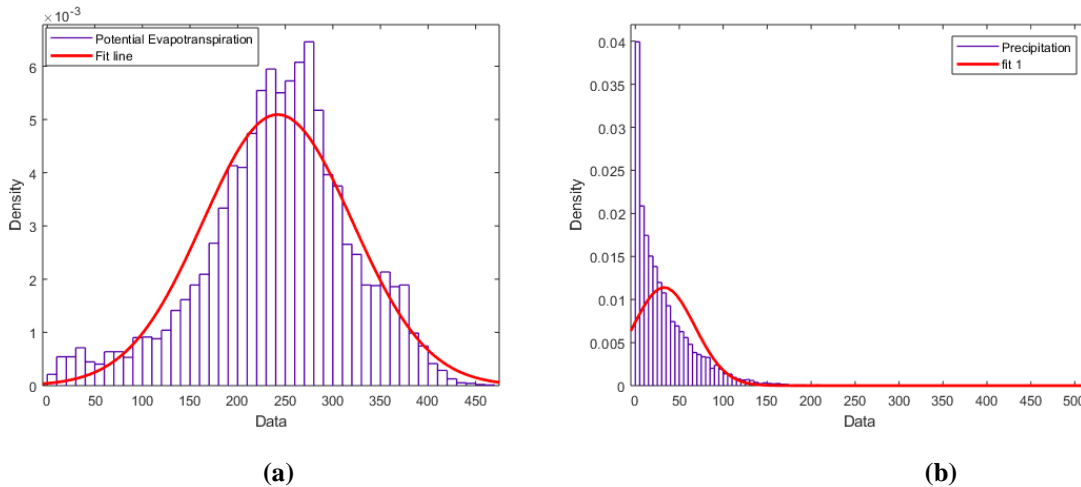 ×10⁻³
Potential Evapotranspiration
Fit line
6
5
4
3
2
1
0
Density
0 50 100 150 200 250 300 350 400 450
Data
(a)
Precipitation
fit 1
0.04
0.035
0.03
0.025
0.02
0.015
0.01
0.005
0
Density
0 50 100 150 200 250 300 350 400 450 500
Data
(b)